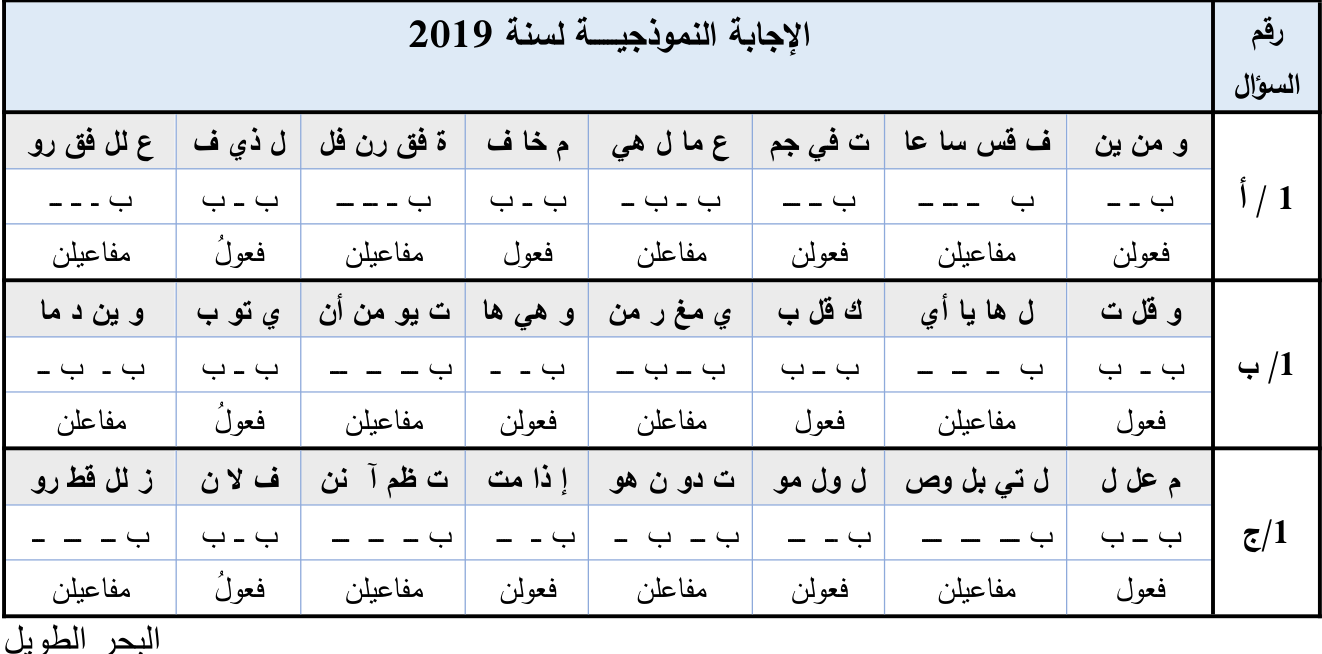 رقم السؤال الإجابة النموذجيـــة لسنة 2019
1 / أ
و من ين ف قس سا عا ت في جم ع ما ل هي م خا ف ة فق رن فل ل ذي ف ع لل فق رو
ب – – ب – – – ب – – ب – ب – ب – ب ب – – – ب – ب ب – – –
فعولن مفاعيلن فعولن مفاعلن فعول مفاعيلن فعولُ مفاعيلن
1/ ب
و قل ت ل ها يا أي ك قل ب ي مغ ر من و هي ها ت يو من أن ي تو ب و ين د ما
ب – ب ب – – – ب – ب ب – ب – ب – – ب – – – ب – ب ب – ب –
فعول مفاعيلن فعول مفاعلن فعولن مفاعيلن فعولُ مفاعلن
1/ج
م عل ل ل تي بل وص ل ول مو ت دو ن هو إ ذا مت ت ظم آ نن ف لا ن ز لل قط رو
ب – ب ب – – – ب – – ب – ب – ب – – ب – – – ب – ب ب – – –
فعول مفاعيلن فعولن مفاعلن فعولن مفاعيلن فعولُ مفاعيلن
البحر الطويل